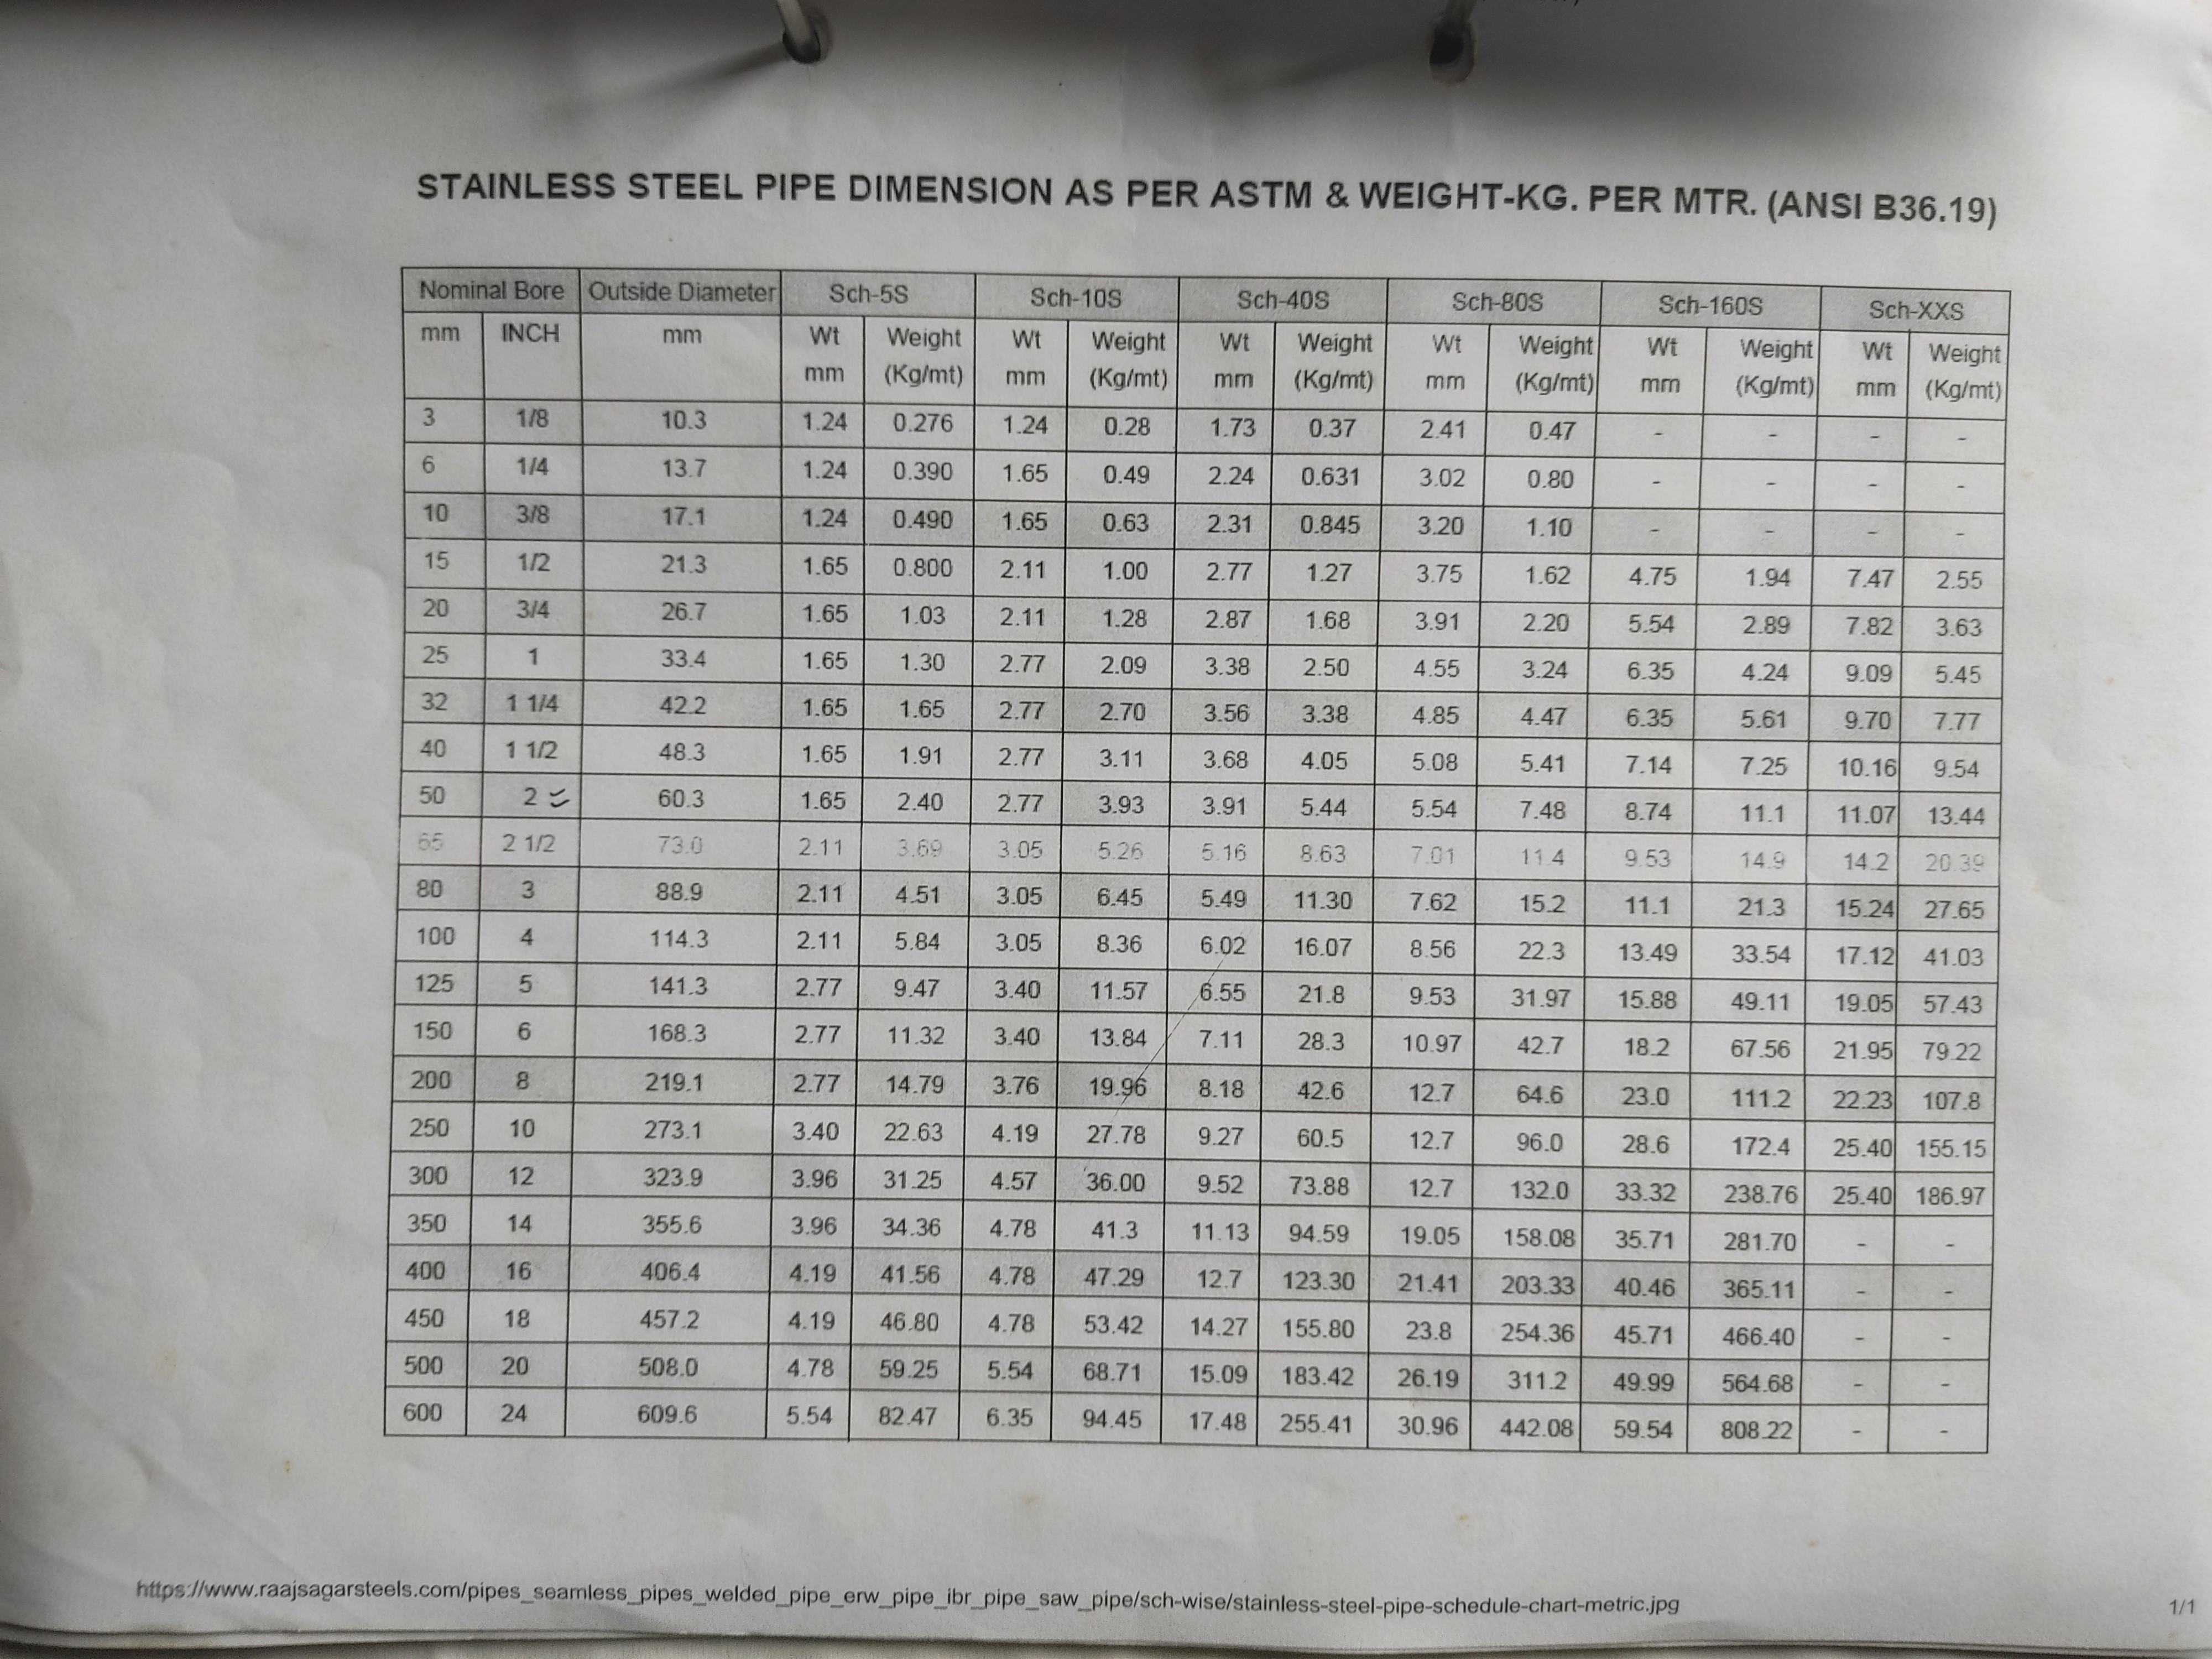 STAINLESS STEEL PIPE DIMENSION AS PER ASTM & WEIGHT-KG. PER MTR. (ANSI B36.19)
Nominal Bore Outside Diameter Sch-5S Sch-10S Sch-40S Sch-80S Sch-160S Sch-XXS
mm INCH mm Wt Weight Wt Weight Wt Weight Wt Weight Wt Weight Wt Weight
mm (Kg/mt) mm (Kg/mt) mm (Kg/mt) mm (Kg/mt) mm (Kg/mt) mm (Kg/mt)
3 1/8 10.3 1.24 0.276 1.24 0.28 1.73 0.37 2.41 0.47 - - - -
6 1/4 13.7 1.24 0.390 1.65 0.49 2.24 0.631 3.02 0.80 - - - -
10 3/8 17.1 1.24 0.490 1.65 0.63 2.31 0.845 3.20 1.10 - - - -
15 1/2 21.3 1.65 0.800 2.11 1.00 2.77 1.27 3.75 1.62 4.75 1.94 7.47 2.55
20 3/4 26.7 1.65 1.03 2.11 1.28 2.87 1.68 3.91 2.20 5.54 2.89 7.82 3.63
25 1 33.4 1.65 1.30 2.77 2.09 3.38 2.50 4.55 3.24 6.35 4.24 9.09 5.45
32 1 1/4 42.2 1.65 1.65 2.77 2.70 3.56 3.38 4.85 4.47 6.35 5.61 9.70 7.77
40 1 1/2 48.3 1.65 1.91 2.77 3.11 3.68 4.05 5.08 5.41 7.14 7.25 10.16 9.54
50 2 60.3 1.65 2.40 2.77 3.93 3.91 5.44 5.54 7.48 8.74 11.1 11.07 13.44
65 2 1/2 73.0 2.11 3.69 3.05 5.26 5.16 8.63 7.01 11.4 9.53 14.9 14.2 20.39
80 3 88.9 2.11 4.51 3.05 6.45 5.49 11.30 7.62 15.2 11.1 21.3 15.24 27.65
100 4 114.3 2.11 5.84 3.05 8.36 6.02 16.07 8.56 22.3 13.49 33.54 17.12 41.03
125 5 141.3 2.77 9.47 3.40 11.57 6.55 21.8 9.53 31.97 15.88 49.11 19.05 57.43
150 6 168.3 2.77 11.32 3.40 13.84 7.11 28.3 10.97 42.7 18.2 67.56 21.95 79.22
200 8 219.1 2.77 14.79 3.76 19.96 8.18 42.6 12.7 64.6 23.0 111.2 22.23 107.8
250 10 273.1 3.40 22.63 4.19 27.78 9.27 60.5 12.7 96.0 28.6 172.4 25.40 155.15
300 12 323.9 3.96 31.25 4.57 36.00 9.52 73.88 12.7 132.0 33.32 238.76 25.40 186.97
350 14 355.6 3.96 34.36 4.78 41.3 11.13 94.59 19.05 158.08 35.71 281.70 - -
400 16 406.4 4.19 41.56 4.78 47.29 12.7 123.30 21.41 203.33 40.46 365.11 - -
450 18 457.2 4.19 46.80 4.78 53.42 14.27 155.80 23.8 254.36 45.71 466.40 - -
500 20 508.0 4.78 59.25 5.54 68.71 15.09 183.42 26.19 311.2 49.99 564.68 - -
600 24 609.6 5.54 82.47 6.35 94.45 17.48 255.41 30.96 442.08 59.54 808.22 - -
https://www.raajsagarsteels.com/pipes_seamless_pipes_welded_pipe_erw_pipe_ibr_pipe_saw_pipe/sch-wise/stainless-steel-pipe-schedule-chart-metric.jpg 1/1